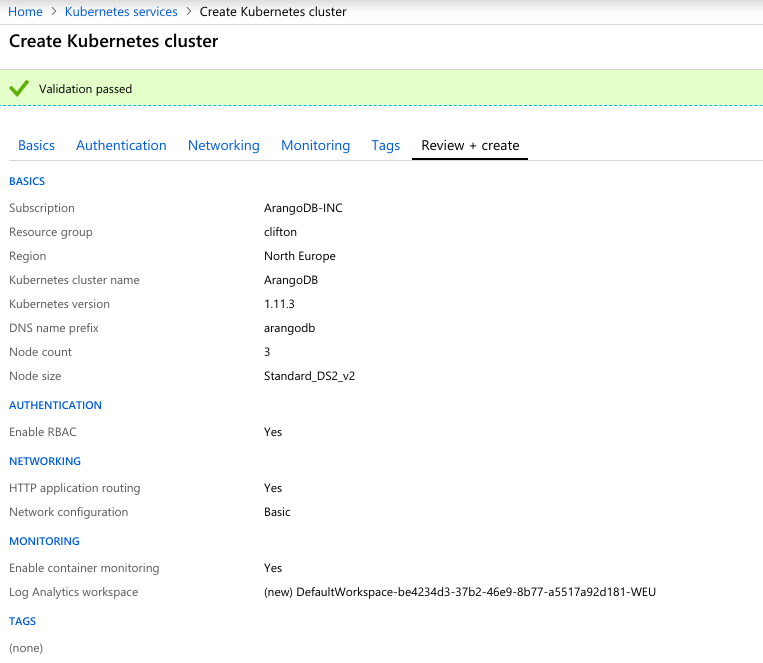 Home > Kubernetes services > Create Kubernetes cluster
Create Kubernetes cluster
Validation passed
Basics Authentication Networking Monitoring Tags Review + create
BASICS
Subscription ArangoDB-INC
Resource group clifton
Region North Europe
Kubernetes cluster name ArangoDB
Kubernetes version 1.11.3
DNS name prefix arangodb
Node count 3
Node size Standard_DS2_v2
AUTHENTICATION
Enable RBAC Yes
NETWORKING
HTTP application routing Yes
Network configuration Basic
MONITORING
Enable container monitoring Yes
Log Analytics workspace (new) DefaultWorkspace-be4234d3-37b2-46e9-8b77-a5517a92d181-WEU
TAGS
(none)